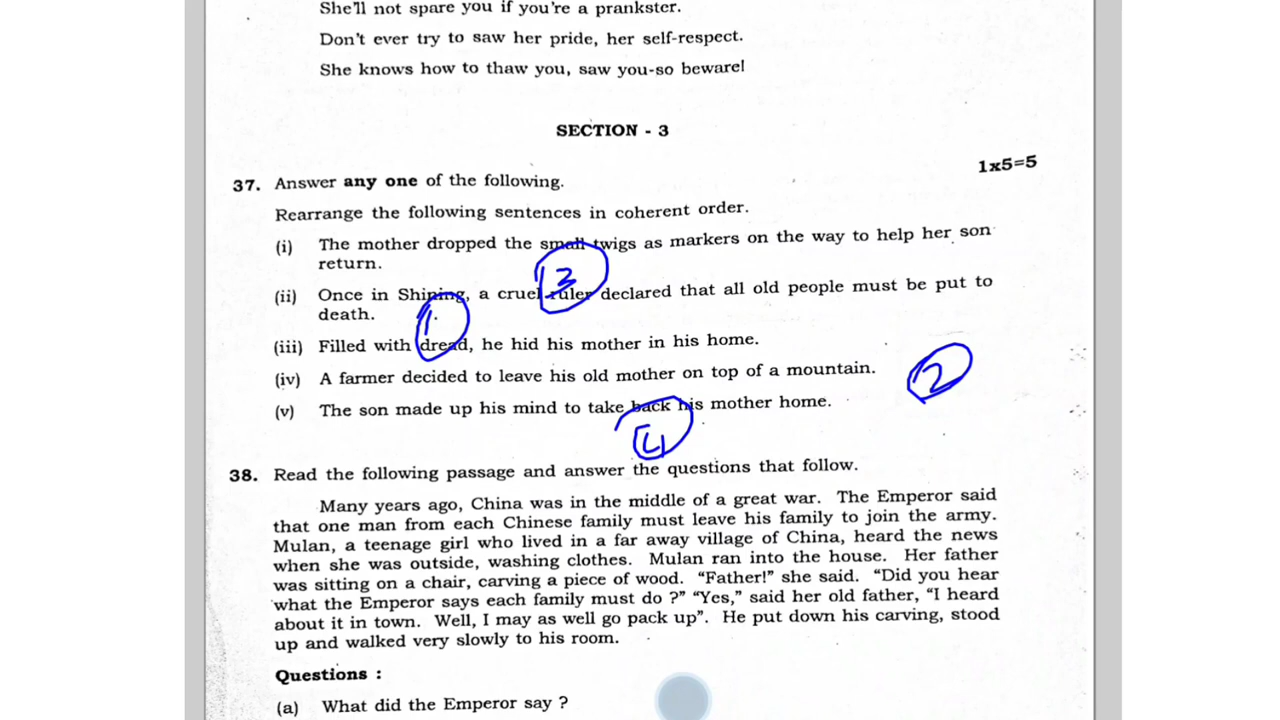 She'll not spare you if you're a prankster.
Don't ever try to saw her pride, her self-respect.
She knows how to thaw you, saw you-so beware!
SECTION - 3
1x5=5
37. Answer any one of the following.
Rearrange the following sentences in coherent order.
(i) The mother dropped the small twigs as markers on the way to help her son
return.
3
(ii) Once in Shining, a cruel ruler declared that all old people must be put to
death.
1
(iii) Filled with dread, he hid his mother in his home.
(iv) A farmer decided to leave his old mother on top of a mountain.
2
(v) The son made up his mind to take back his mother home.
4
38. Read the following passage and answer the questions that follow.
Many years ago, China was in the middle of a great war. The Emperor said
that one man from each Chinese family must leave his family to join the army.
Mulan, a teenage girl who lived in a far away village of China, heard the news
when she was outside, washing clothes. Mulan ran into the house. Her father
was sitting on a chair, carving a piece of wood. “Father!” she said. “Did you hear
what the Emperor says each family must do ?” “Yes,” said her old father, “I heard
about it in town. Well, I may as well go pack up”. He put down his carving, stood
up and walked very slowly to his room.
Questions :
(a) What did the Emperor say ?